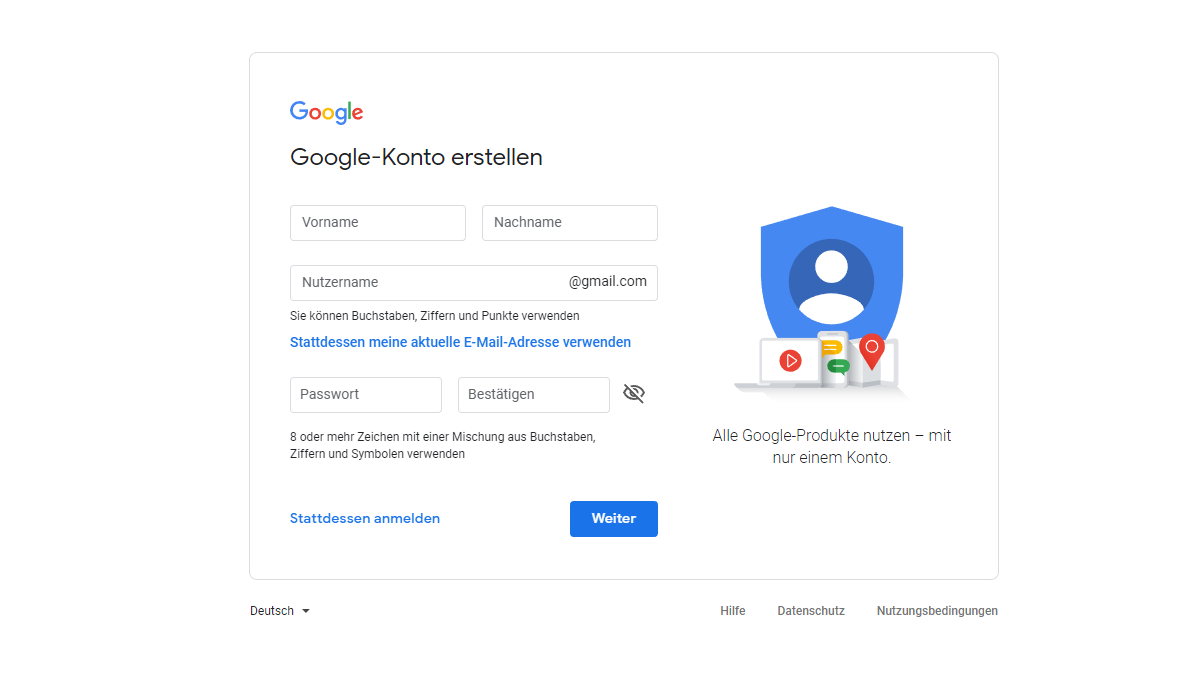 Google
Google-Konto erstellen
Vorname
Nachname
Nutzername
@gmail.com
Sie können Buchstaben, Ziffern und Punkte verwenden
Stattdessen meine aktuelle E-Mail-Adresse verwenden
Passwort
Bestätigen
8 oder mehr Zeichen mit einer Mischung aus Buchstaben,
Ziffern und Symbolen verwenden
Stattdessen anmelden
Weiter
Alle Google-Produkte nutzen – mit
nur einem Konto.
Deutsch
Hilfe
Datenschutz
Nutzungsbedingungen